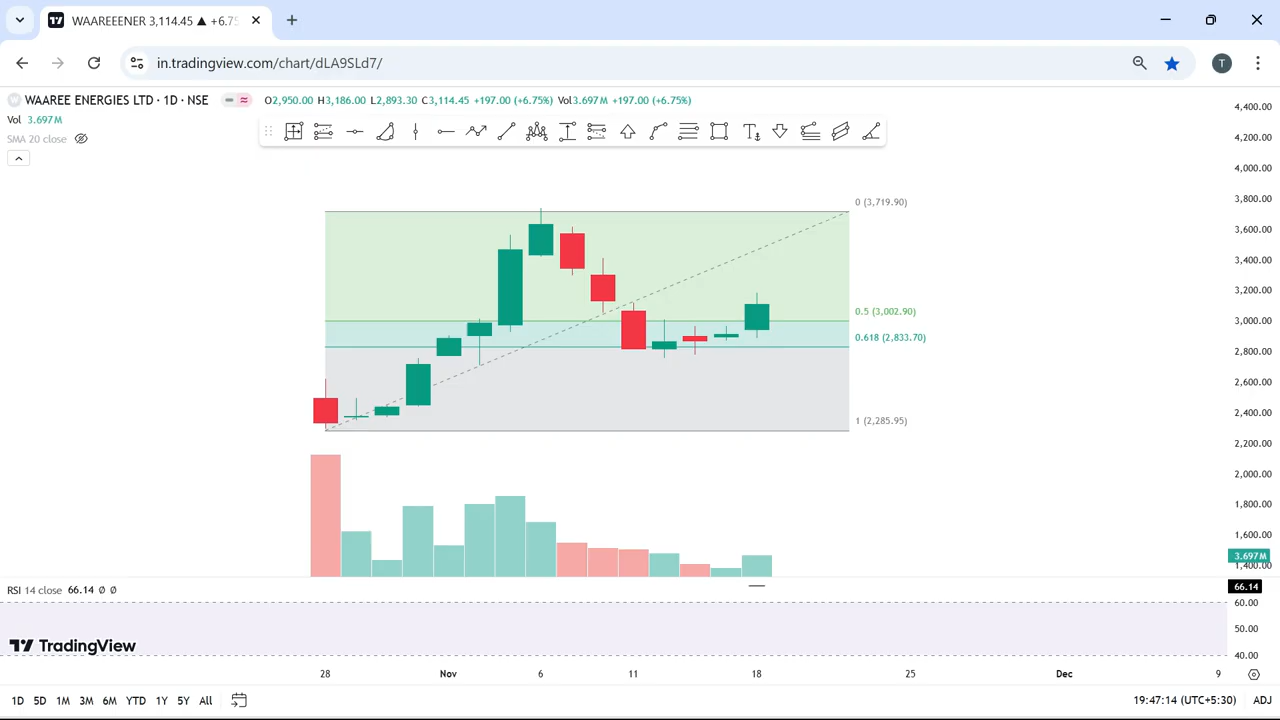 WAAREEENER 3,114.45 ▲ +6.75
in.tradingview.com/chart/dLA9SLd7/
T
WAAREE ENERGIES LTD · 1D · NSE
O2,950.00 H3,186.00 L2,893.30 C3,114.45 +197.00 (+6.75%) Vol3.697M +197.00 (+6.75%)
Vol 3.697M
SMA 20 close
0 (3,719.90)
0.5 (3,002.90)
0.618 (2,833.70)
1 (2,285.95)
4,400.00
4,200.00
4,000.00
3,800.00
3,600.00
3,400.00
3,200.00
3,000.00
2,800.00
2,600.00
2,400.00
2,200.00
2,000.00
1,800.00
1,600.00
3.697M
1,400.00
RSI 14 close 66.14 Ø Ø
66.14
60.00
50.00
40.00
TradingView
28 Nov 6 11 18 25 Dec 9
1D 5D 1M 3M 6M YTD 1Y 5Y All
19:47:14 (UTC+5:30) ADJ